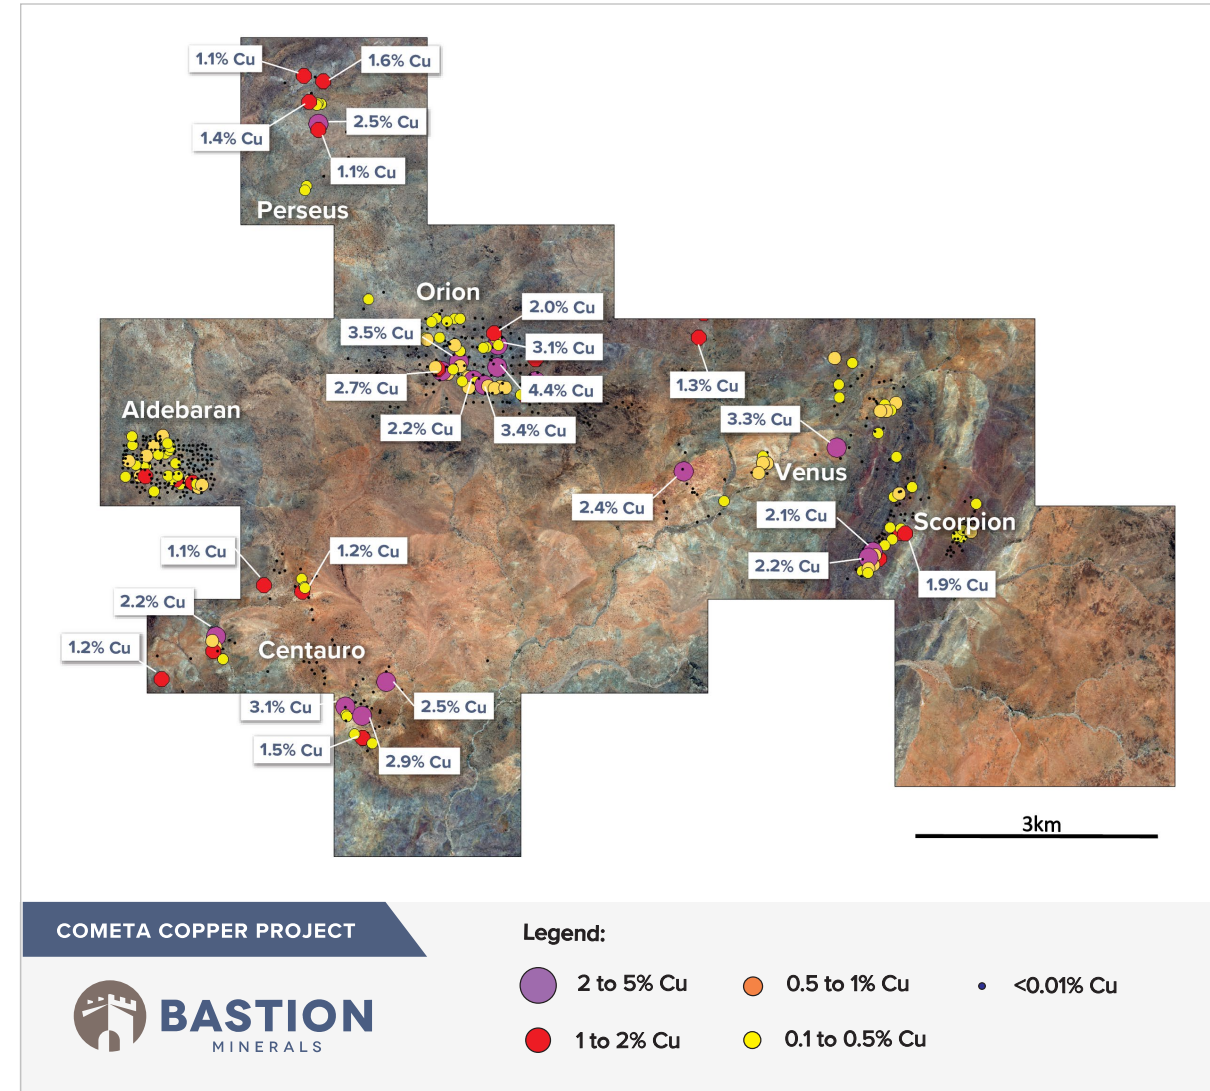 1.1% Cu
1.6% Cu
1.4% Cu
2.5% Cu
1.1% Cu
Perseus
Orion
2.0% Cu
3.5% Cu
3.1% Cu
2.7% Cu
4.4% Cu
2.2% Cu
3.4% Cu
1.3% Cu
Aldebaran
3.3% Cu
Venus
2.4% Cu
2.1% Cu
Scorpion
2.2% Cu
1.9% Cu
1.1% Cu
1.2% Cu
2.2% Cu
1.2% Cu
Centauro
3.1% Cu
2.5% Cu
1.5% Cu
2.9% Cu
3km
COMETA COPPER PROJECT
BASTION
MINERALS
Legend:
2 to 5% Cu
0.5 to 1% Cu
<0.01% Cu
1 to 2% Cu
0.1 to 0.5% Cu